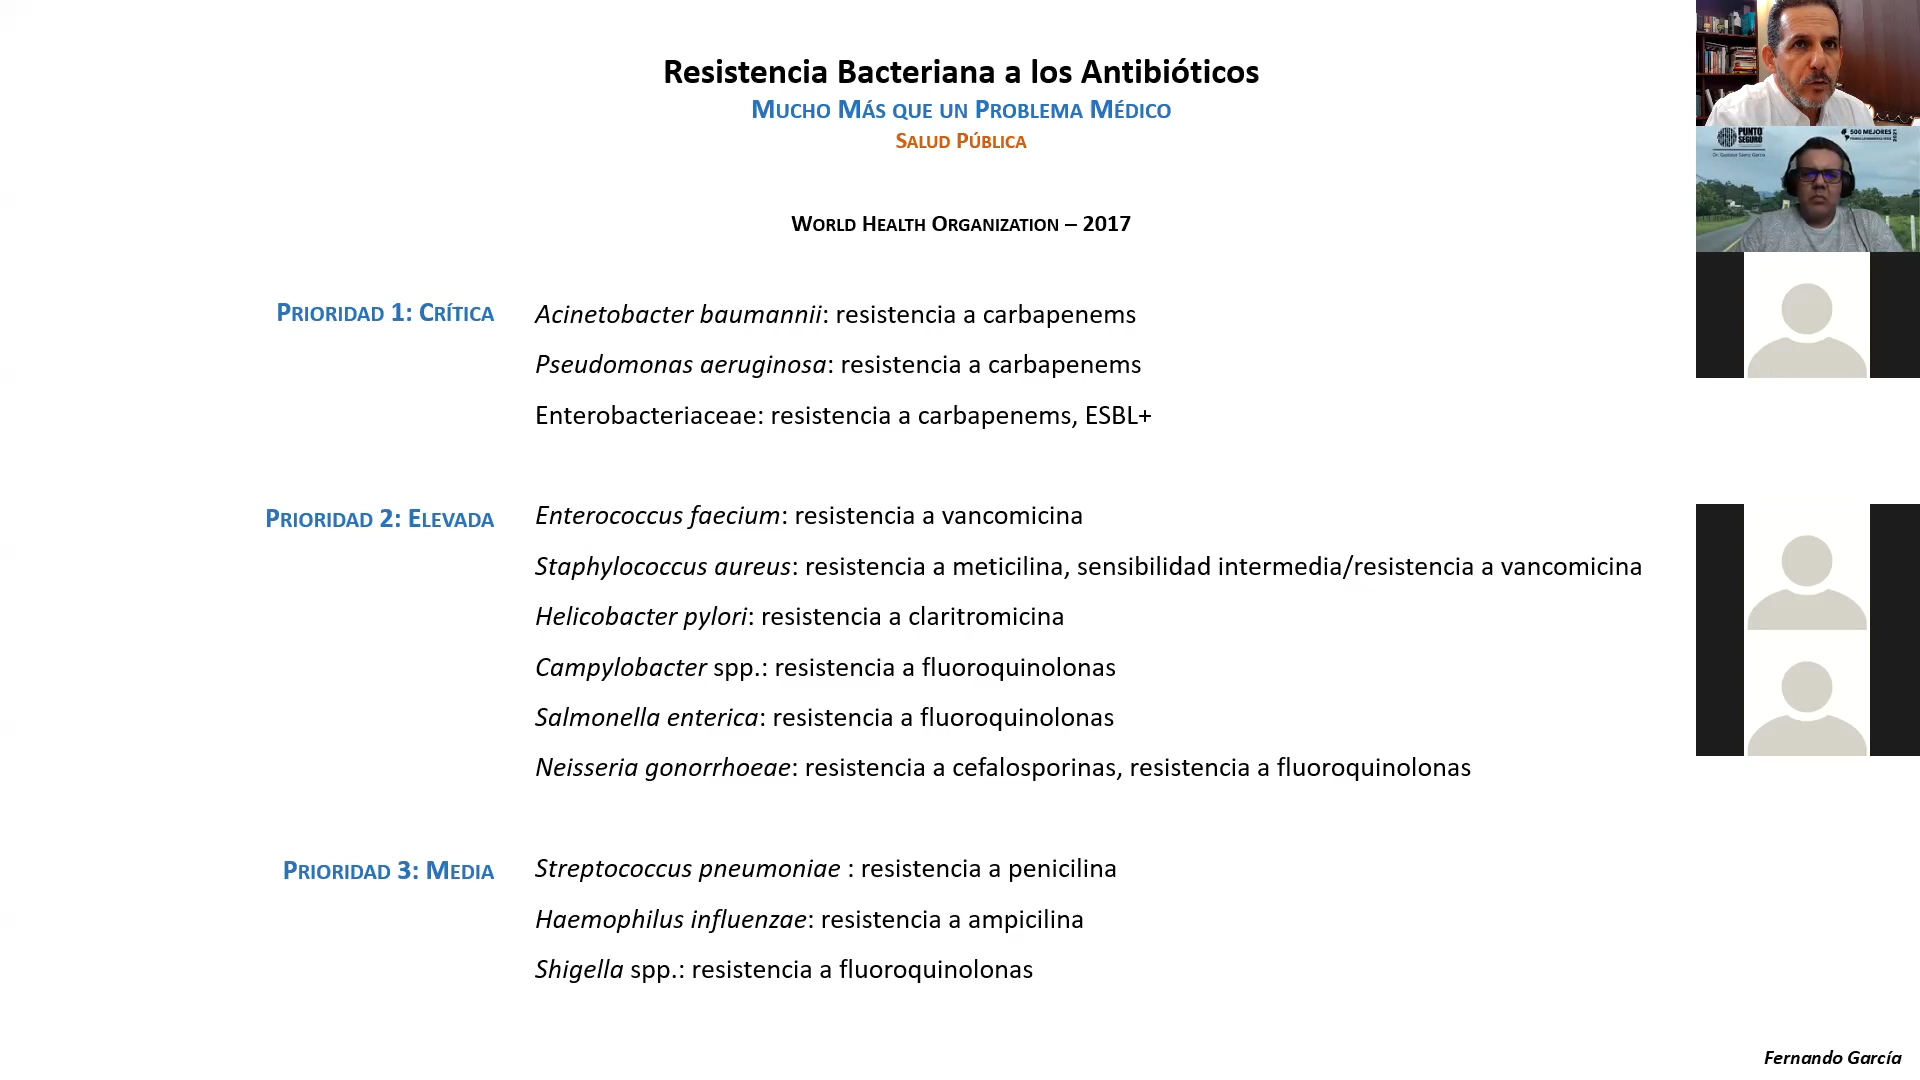 Resistencia Bacteriana a los Antibióticos
Mucho Más que un Problema Médico
Salud Pública
World Health Organization – 2017
Prioridad 1: Crítica
Acinetobacter baumannii: resistencia a carbapenems
Pseudomonas aeruginosa: resistencia a carbapenems
Enterobacteriaceae: resistencia a carbapenems, ESBL+
Prioridad 2: Elevada
Enterococcus faecium: resistencia a vancomicina
Staphylococcus aureus: resistencia a meticilina, sensibilidad intermedia/resistencia a vancomicina
Helicobacter pylori: resistencia a claritromicina
Campylobacter spp.: resistencia a fluoroquinolonas
Salmonella enterica: resistencia a fluoroquinolonas
Neisseria gonorrhoeae: resistencia a cefalosporinas, resistencia a fluoroquinolonas
Prioridad 3: Media
Streptococcus pneumoniae : resistencia a penicilina
Haemophilus influenzae: resistencia a ampicilina
Shigella spp.: resistencia a fluoroquinolonas
Fernando García
PUNTO
SEGURO
500 MEJORES
2021